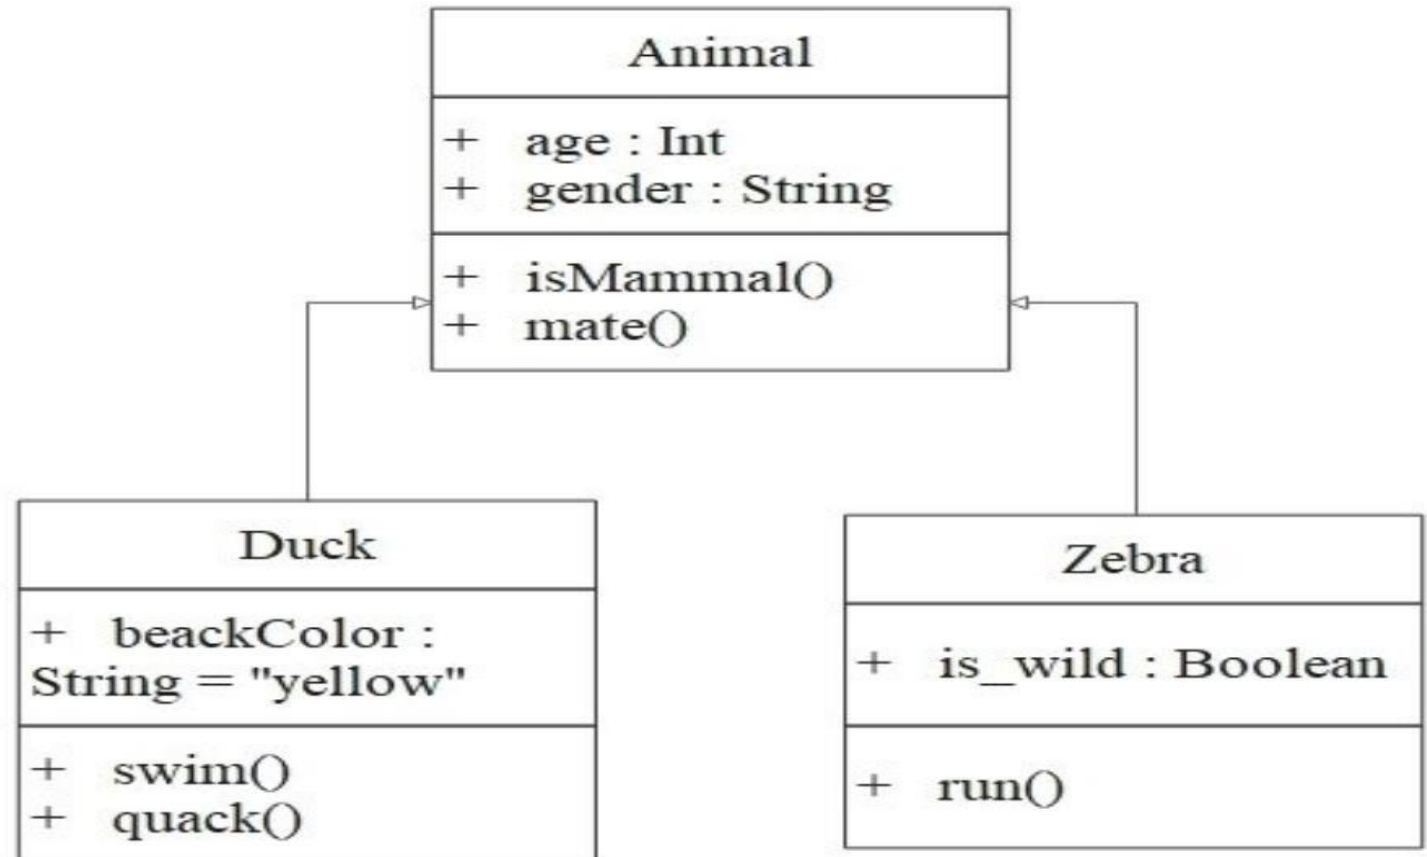 Animal
+ age : Int
+ gender : String
+ isMammal()
+ mate()
Duck
+ beackColor :
String = "yellow"
+ swim()
+ quack()
Zebra
+ is_wild : Boolean
+ run()